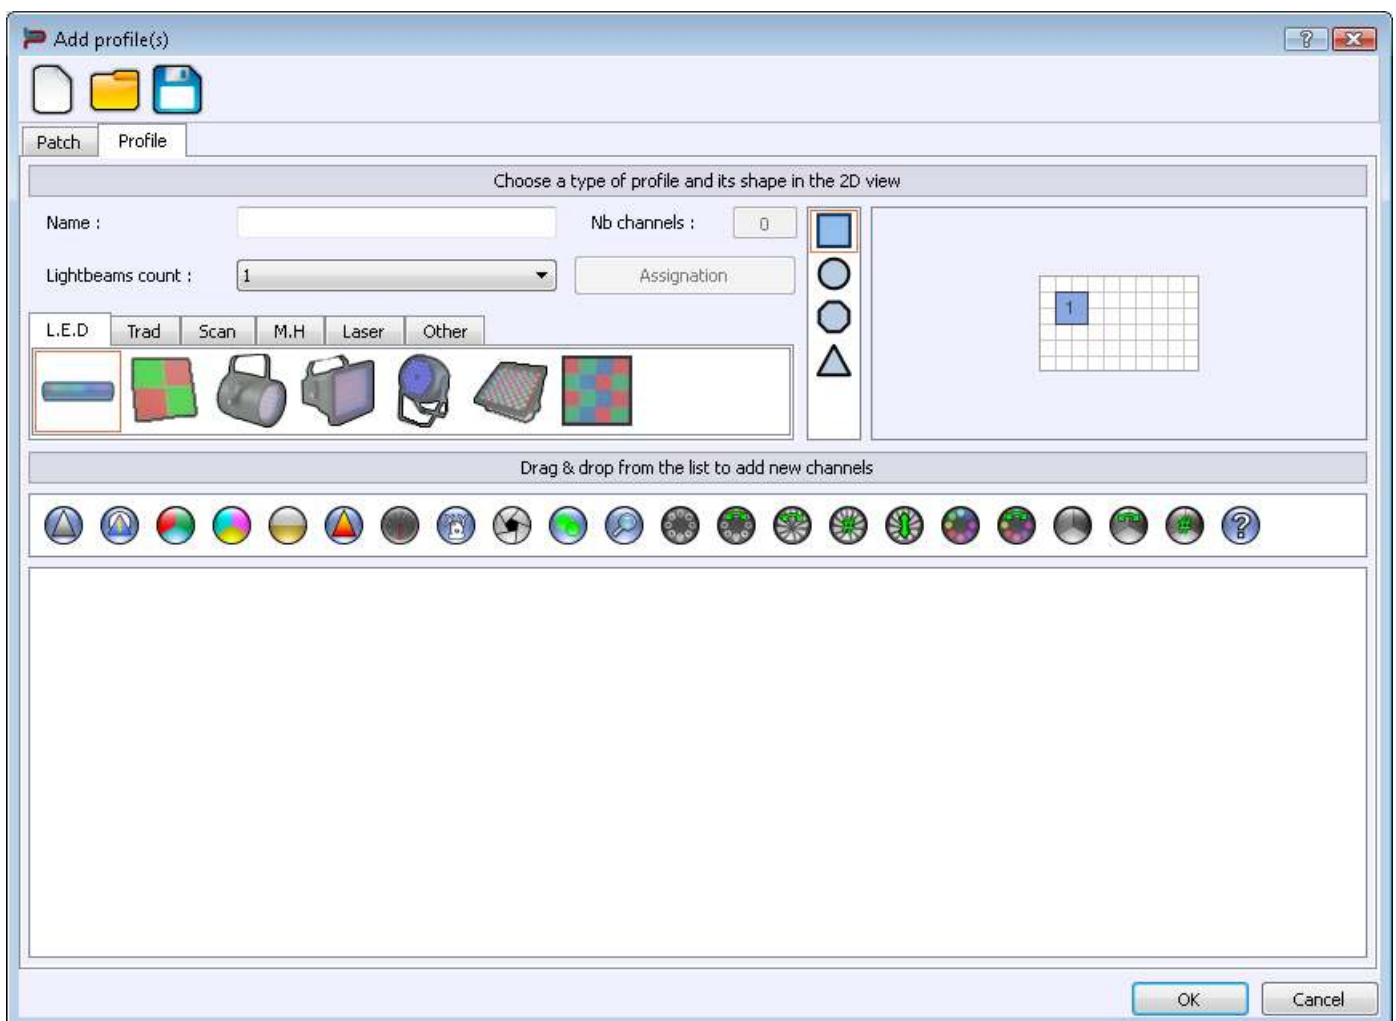 Add profile(s)
Patch Profile
Choose a type of profile and its shape in the 2D view
Name : Nb channels : 0
1
Lightbeams count : 1 Assignation
L.E.D Trad Scan M.H Laser Other
Drag & drop from the list to add new channels
# # ?
OK Cancel